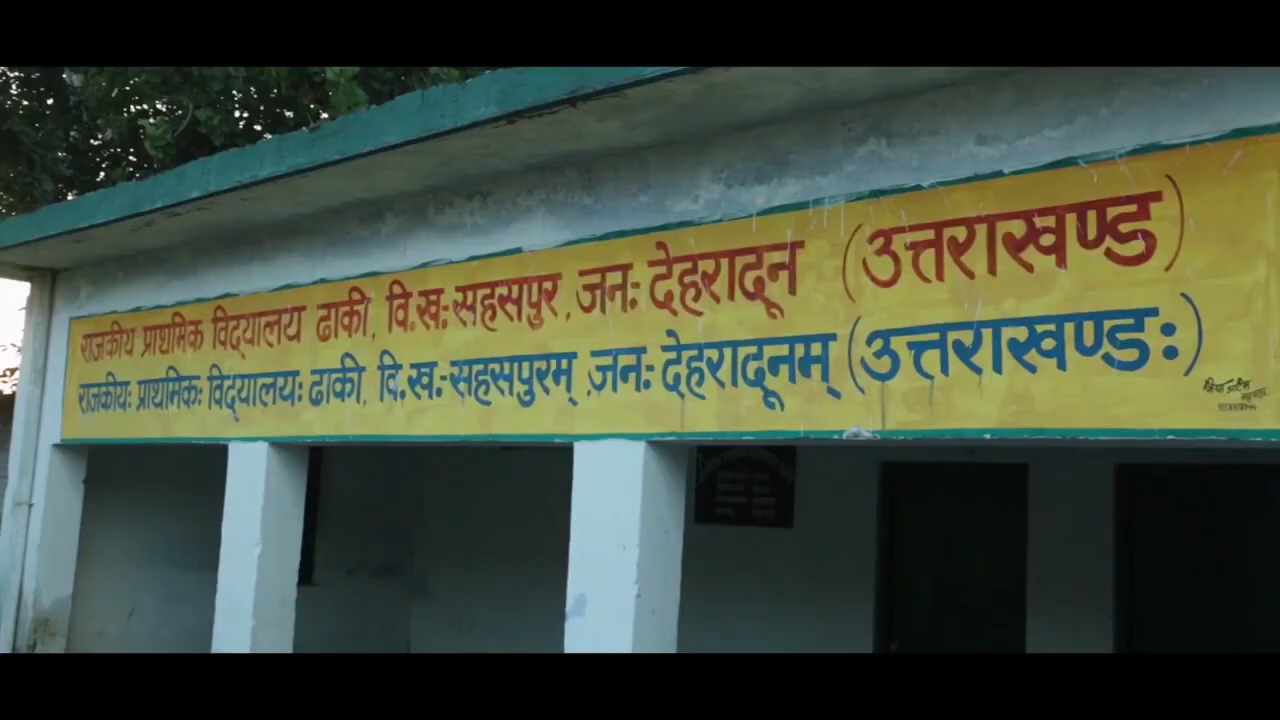 राजकीय प्राथमिक विद्यालय ढाकी, वि.ख:-सहसपुर, जन:- देहरादून (उत्तराखण्ड)
राजकीयः प्राथमिकः विद्यालयः ढाकी, वि.ख:-सहसपुरम्, जन:- देहरादूनम् (उत्तराखण्ड:)